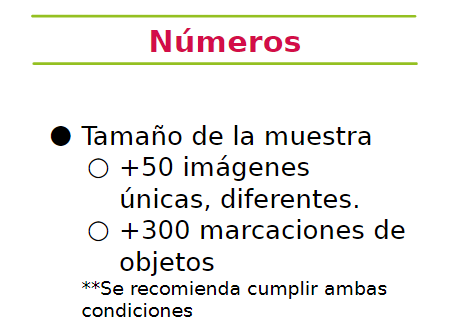 Números
● Tamaño de la muestra
○ +50 imágenes
únicas, diferentes.
○ +300 marcaciones de
objetos
**Se recomienda cumplir ambas
condiciones